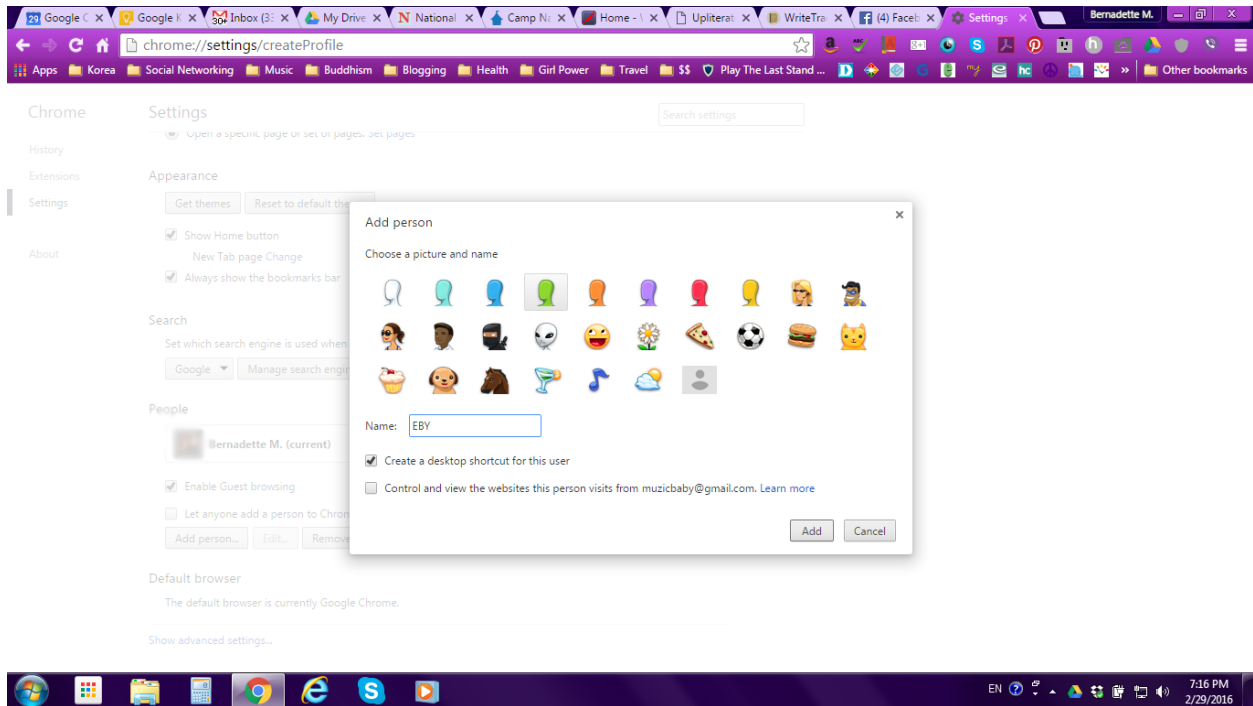 29 Google C
Google K
Inbox (33
My Drive
N National
Camp Na
Home - \
Upliterat
WriteTra
(4) Faceb
Settings
Bernadette M.
chrome://settings/createProfile
Apps Korea Social Networking Music Buddhism Blogging Health Girl Power Travel $$ Play The Last Stand ... Other bookmarks
Chrome
History
Extensions
Settings
About
Settings
Search settings
Open a specific page or set of pages. Set pages
Appearance
Get themes Reset to default the
Show Home button
New Tab page Change
Always show the bookmarks bar
Search
Set which search engine is used when
Google Manage search engin
People
Bernadette M. (current)
Enable Guest browsing
Let anyone add a person to Chrom
Add person... Edit... Remove
Default browser
The default browser is currently Google Chrome.
Show advanced settings...
Add person
Choose a picture and name
Name: EBY
Create a desktop shortcut for this user
Control and view the websites this person visits from muzicbaby@gmail.com. Learn more
Add Cancel
EN
7:16 PM
2/29/2016